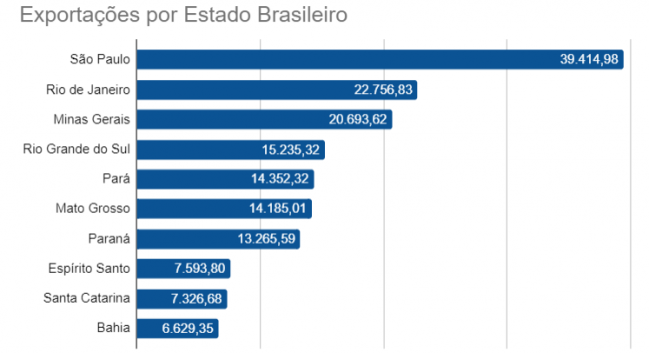 Exportações por Estado Brasileiro
São Paulo 39.414,98
Rio de Janeiro 22.756,83
Minas Gerais 20.693,62
Rio Grande do Sul 15.235,32
Pará 14.352,32
Mato Grosso 14.185,01
Paraná 13.265,59
Espírito Santo 7.593,80
Santa Catarina 7.326,68
Bahia 6.629,35